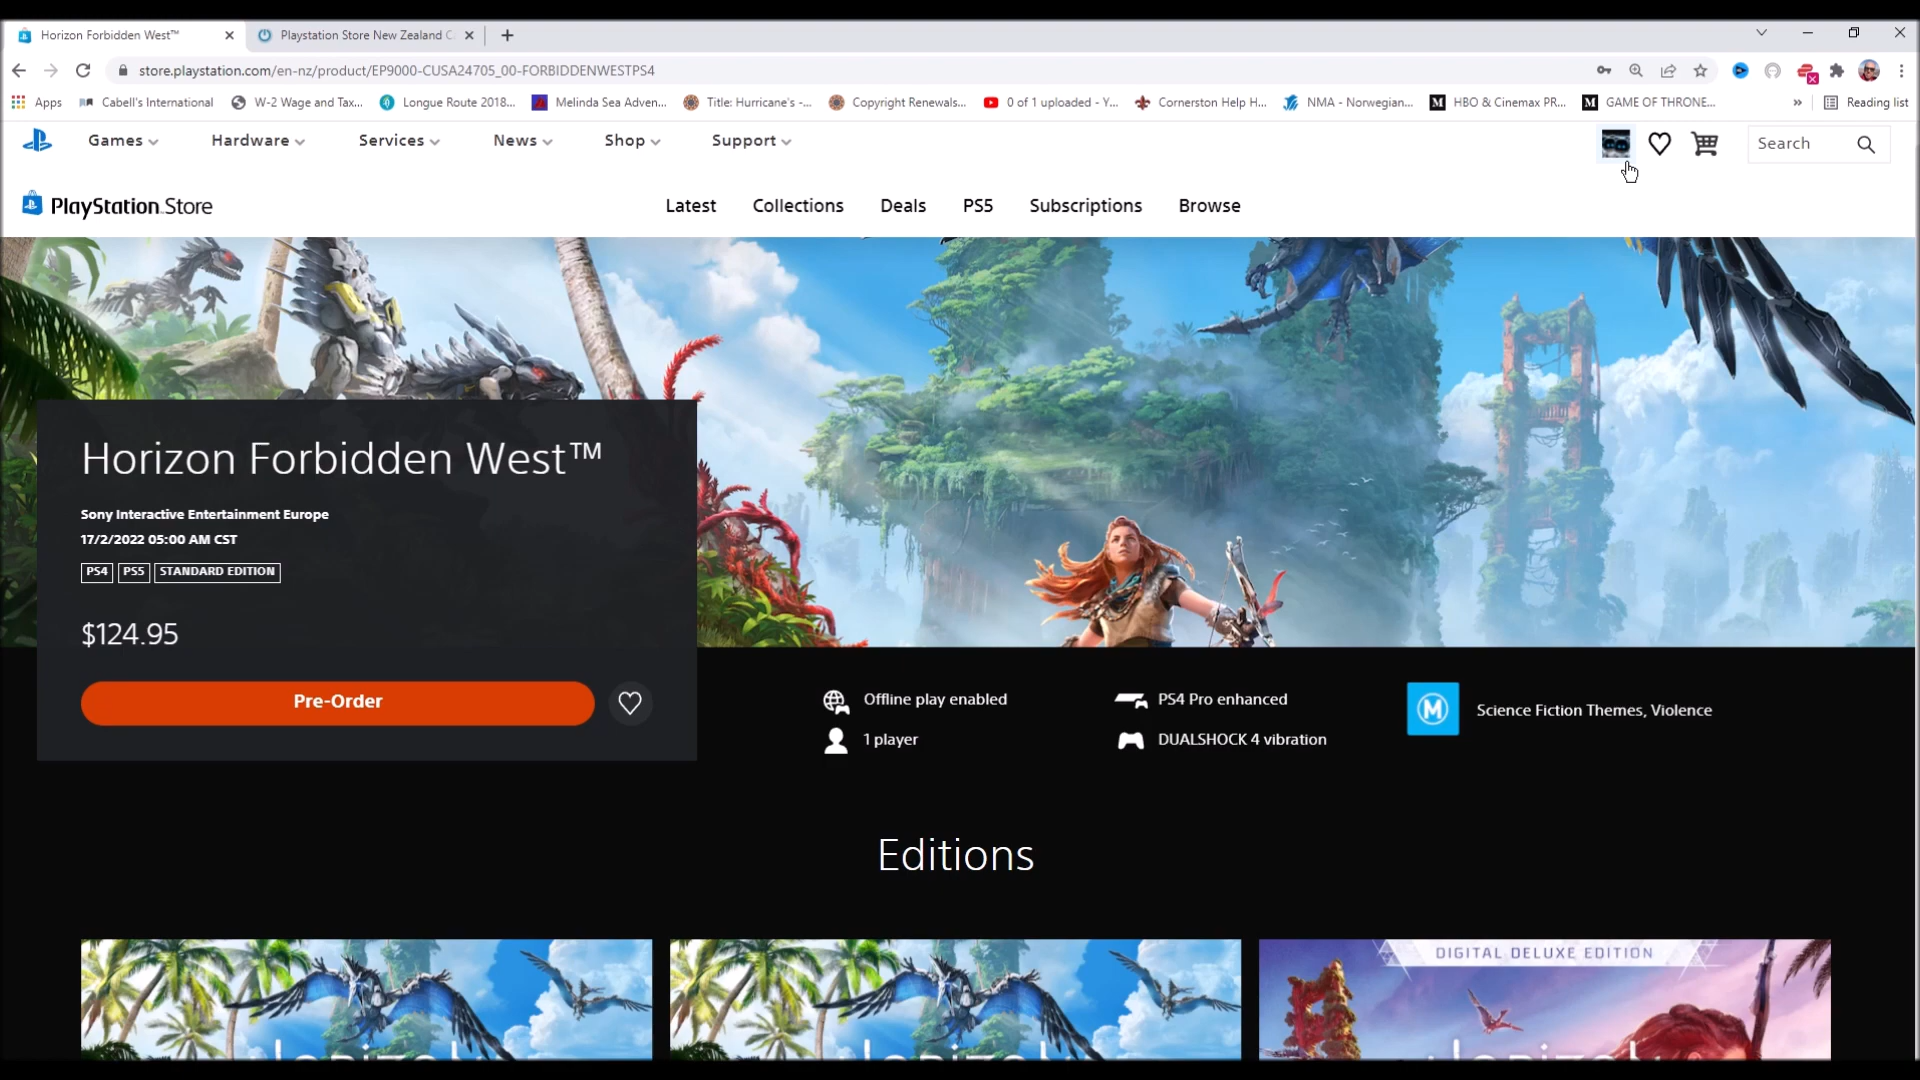 Horizon Forbidden West™
Playstation Store New Zealand C
store.playstation.com/en-nz/product/EP9000-CUSA24705_00-FORBIDDENWESTPS4
Apps
Cabell's International
W-2 Wage and Tax...
Longue Route 2018...
Melinda Sea Adven...
Title: Hurricane's -...
Copyright Renewals...
0 of 1 uploaded - Y...
Cornerston Help H...
NMA - Norwegian...
HBO & Cinemax PR...
GAME OF THRONE...
»
Reading list
Games
Hardware
Services
News
Shop
Support
Search
PlayStation Store
Latest
Collections
Deals
PS5
Subscriptions
Browse
Horizon Forbidden West™
Sony Interactive Entertainment Europe
17/2/2022 05:00 AM CST
PS4 PS5 STANDARD EDITION
$124.95
Pre-Order
Offline play enabled
1 player
PS4 Pro enhanced
DUALSHOCK 4 vibration
M
Science Fiction Themes, Violence
Editions
DIGITAL DELUXE EDITION